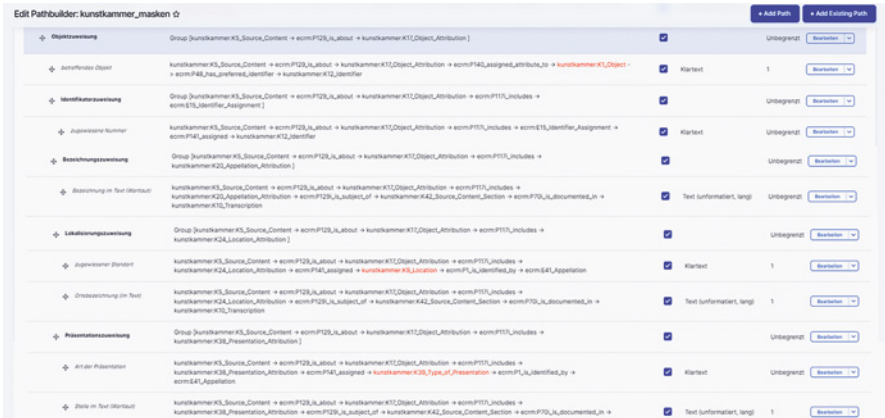 Edit Pathbuilder: kunstkammer_masken ☆
+ Add Path
+ Add Existing Path
Objektzuweisung
Group [kunstkammer:K5_Source_Content -> ecrm:P129_is_about -> kunstkammer:K17_Object_Attribution ]
Unbegrenzt
Bearbeiten
betreffendes Objekt
kunstkammer:K5_Source_Content -> ecrm:P129_is_about -> kunstkammer:K17_Object_Attribution -> ecrm:P140_assigned_attribute_to -> kunstkammer:K1_Object -
> ecrm:P48_has_preferred_identifier -> kunstkammer:K12_Identifier
Klartext
1
Bearbeiten
Identifikatorzuweisung
Group [kunstkammer:K5_Source_Content -> ecrm:P129_is_about -> kunstkammer:K17_Object_Attribution -> ecrm:P117i_includes ->
ecrm:E15_Identifier_Assignment ]
Unbegrenzt
Bearbeiten
zugewiesene Nummer
kunstkammer:K5_Source_Content -> ecrm:P129_is_about -> kunstkammer:K17_Object_Attribution -> ecrm:P117i_includes -> ecrm:E15_Identifier_Assignment ->
ecrm:P141_assigned -> kunstkammer:K12_Identifier
Klartext
Unbegrenzt
Bearbeiten
Bezeichnungszuweisung
Group [kunstkammer:K5_Source_Content -> ecrm:P129_is_about -> kunstkammer:K17_Object_Attribution -> ecrm:P117i_includes ->
kunstkammer:K20_Appellation_Attribution ]
Unbegrenzt
Bearbeiten
Bezeichnung im Text (Wortlaut)
kunstkammer:K5_Source_Content -> ecrm:P129_is_about -> kunstkammer:K17_Object_Attribution -> ecrm:P117i_includes ->
kunstkammer:K20_Appellation_Attribution -> ecrm:P129i_is_subject_of -> kunstkammer:K42_Source_Content_Section -> ecrm:P70i_is_documented_in ->
kunstkammer:K10_Transcription
Text (unformatiert, lang)
Unbegrenzt
Bearbeiten
Lokalisierungszuweisung
Group [kunstkammer:K5_Source_Content -> ecrm:P129_is_about -> kunstkammer:K17_Object_Attribution -> ecrm:P117i_includes ->
kunstkammer:K24_Location_Attribution ]
Unbegrenzt
Bearbeiten
zugewiesener Standort
kunstkammer:K5_Source_Content -> ecrm:P129_is_about -> kunstkammer:K17_Object_Attribution -> ecrm:P117i_includes ->
kunstkammer:K24_Location_Attribution -> ecrm:P141_assigned -> kunstkammer:K9_Location -> ecrm:P1_is_identified_by -> ecrm:E41_Appellation
Klartext
1
Bearbeiten
Ortsbezeichnung (im Text)
kunstkammer:K5_Source_Content -> ecrm:P129_is_about -> kunstkammer:K17_Object_Attribution -> ecrm:P117i_includes ->
kunstkammer:K24_Location_Attribution -> ecrm:P129i_is_subject_of -> kunstkammer:K42_Source_Content_Section -> ecrm:P70i_is_documented_in ->
kunstkammer:K10_Transcription
Text (unformatiert, lang)
1
Bearbeiten
Präsentationszuweisung
Group [kunstkammer:K5_Source_Content -> ecrm:P129_is_about -> kunstkammer:K17_Object_Attribution -> ecrm:P117i_includes ->
kunstkammer:K38_Presentation_Attribution ]
Unbegrenzt
Bearbeiten
Art der Präsentation
kunstkammer:K5_Source_Content -> ecrm:P129_is_about -> kunstkammer:K17_Object_Attribution -> ecrm:P117i_includes ->
kunstkammer:K38_Presentation_Attribution -> ecrm:P141_assigned -> kunstkammer:K39_Type_of_Presentation -> ecrm:P1_is_identified_by ->
ecrm:E41_Appellation
Klartext
Unbegrenzt
Bearbeiten
Stelle im Text (Wortlaut)
kunstkammer:K5_Source_Content -> ecrm:P129_is_about -> kunstkammer:K17_Object_Attribution -> ecrm:P117i_includes ->
kunstkammer:K38_Presentation_Attribution -> ecrm:P129i_is_subject_of -> kunstkammer:K42_Source_Content_Section -> ecrm:P70i_is_documented_in ->
Text (unformatiert, lang)
1
Bearbeiten